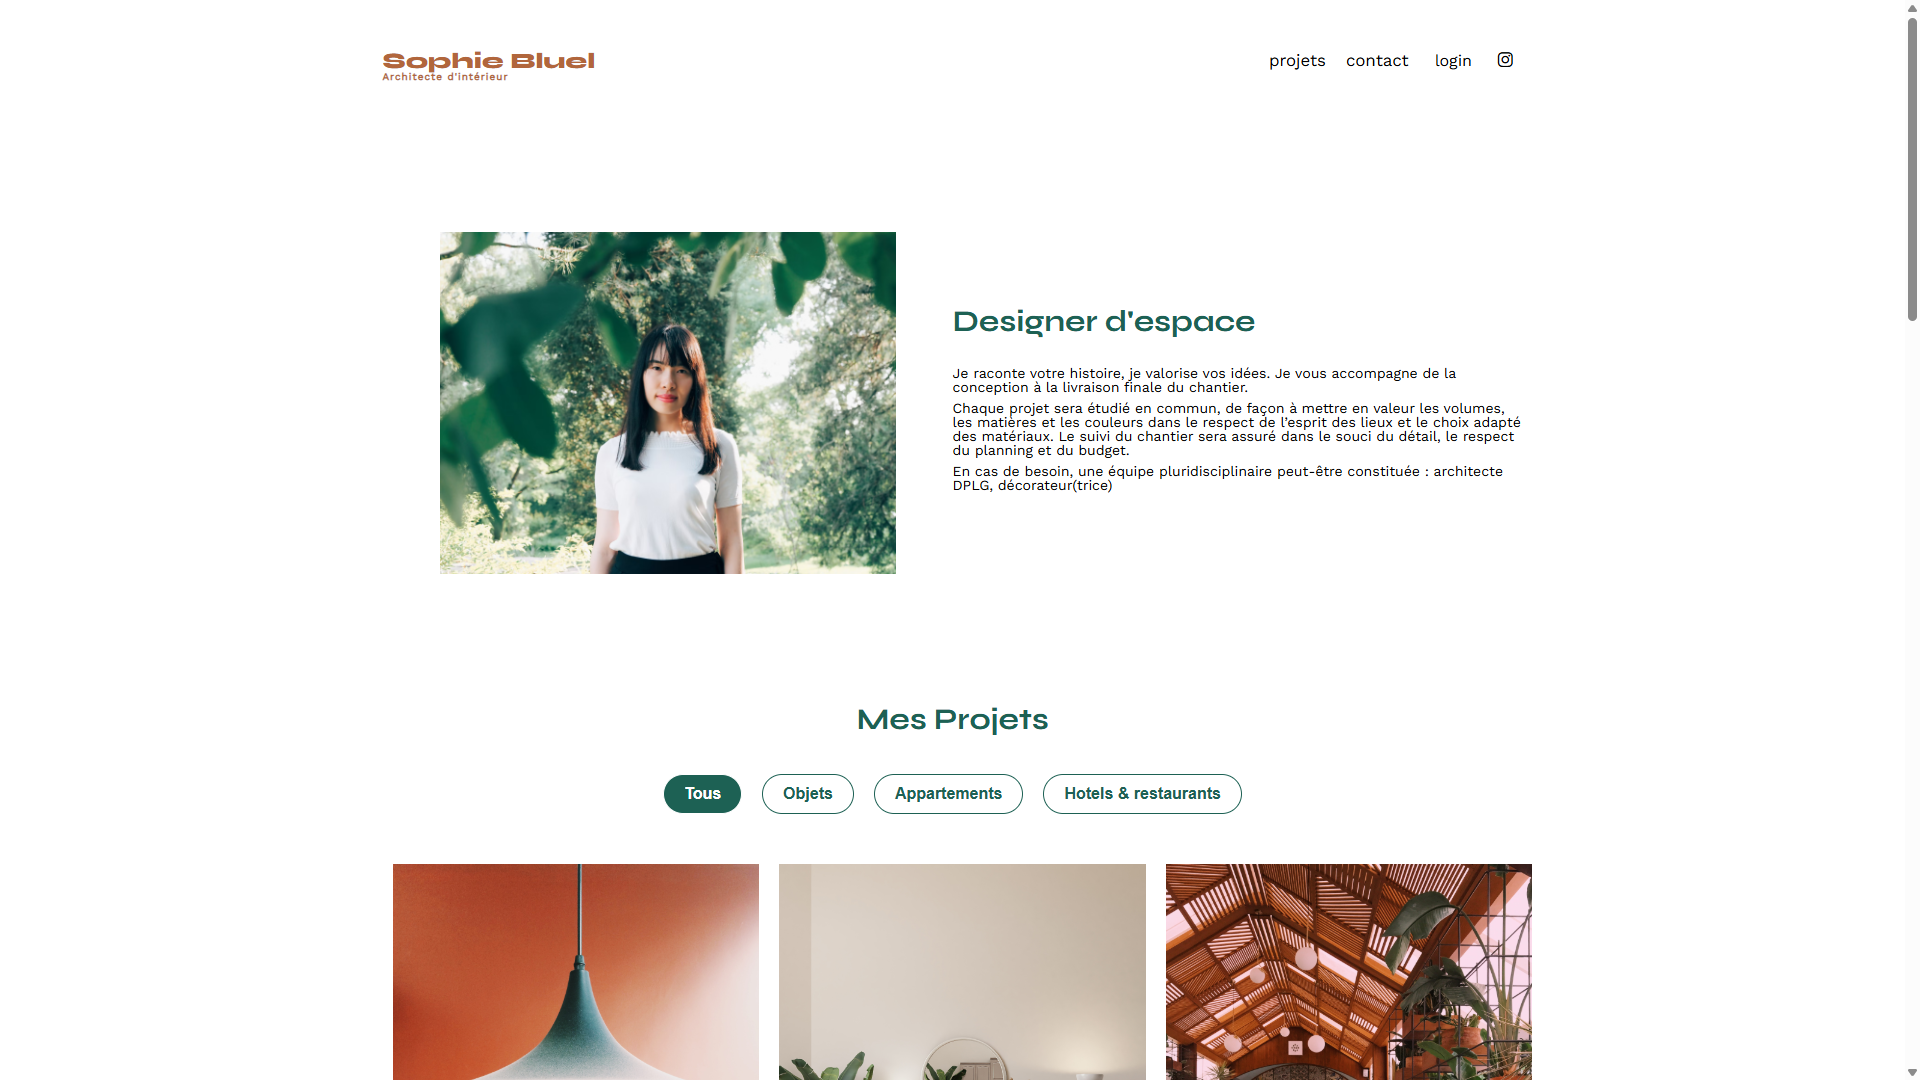 Sophie Bluel
Architecte d'intérieur
projets
contact
login
Designer d'espace
Je raconte votre histoire, je valorise vos idées. Je vous accompagne de la
conception à la livraison finale du chantier.
Chaque projet sera étudié en commun, de façon à mettre en valeur les volumes,
les matières et les couleurs dans le respect de l'esprit des lieux et le choix adapté
des matériaux. Le suivi du chantier sera assuré dans le souci du détail, le respect
du planning et du budget.
En cas de besoin, une équipe pluridisciplinaire peut-être constituée : architecte
DPLG, décorateur(trice)
Mes Projets
Tous
Objets
Appartements
Hotels & restaurants